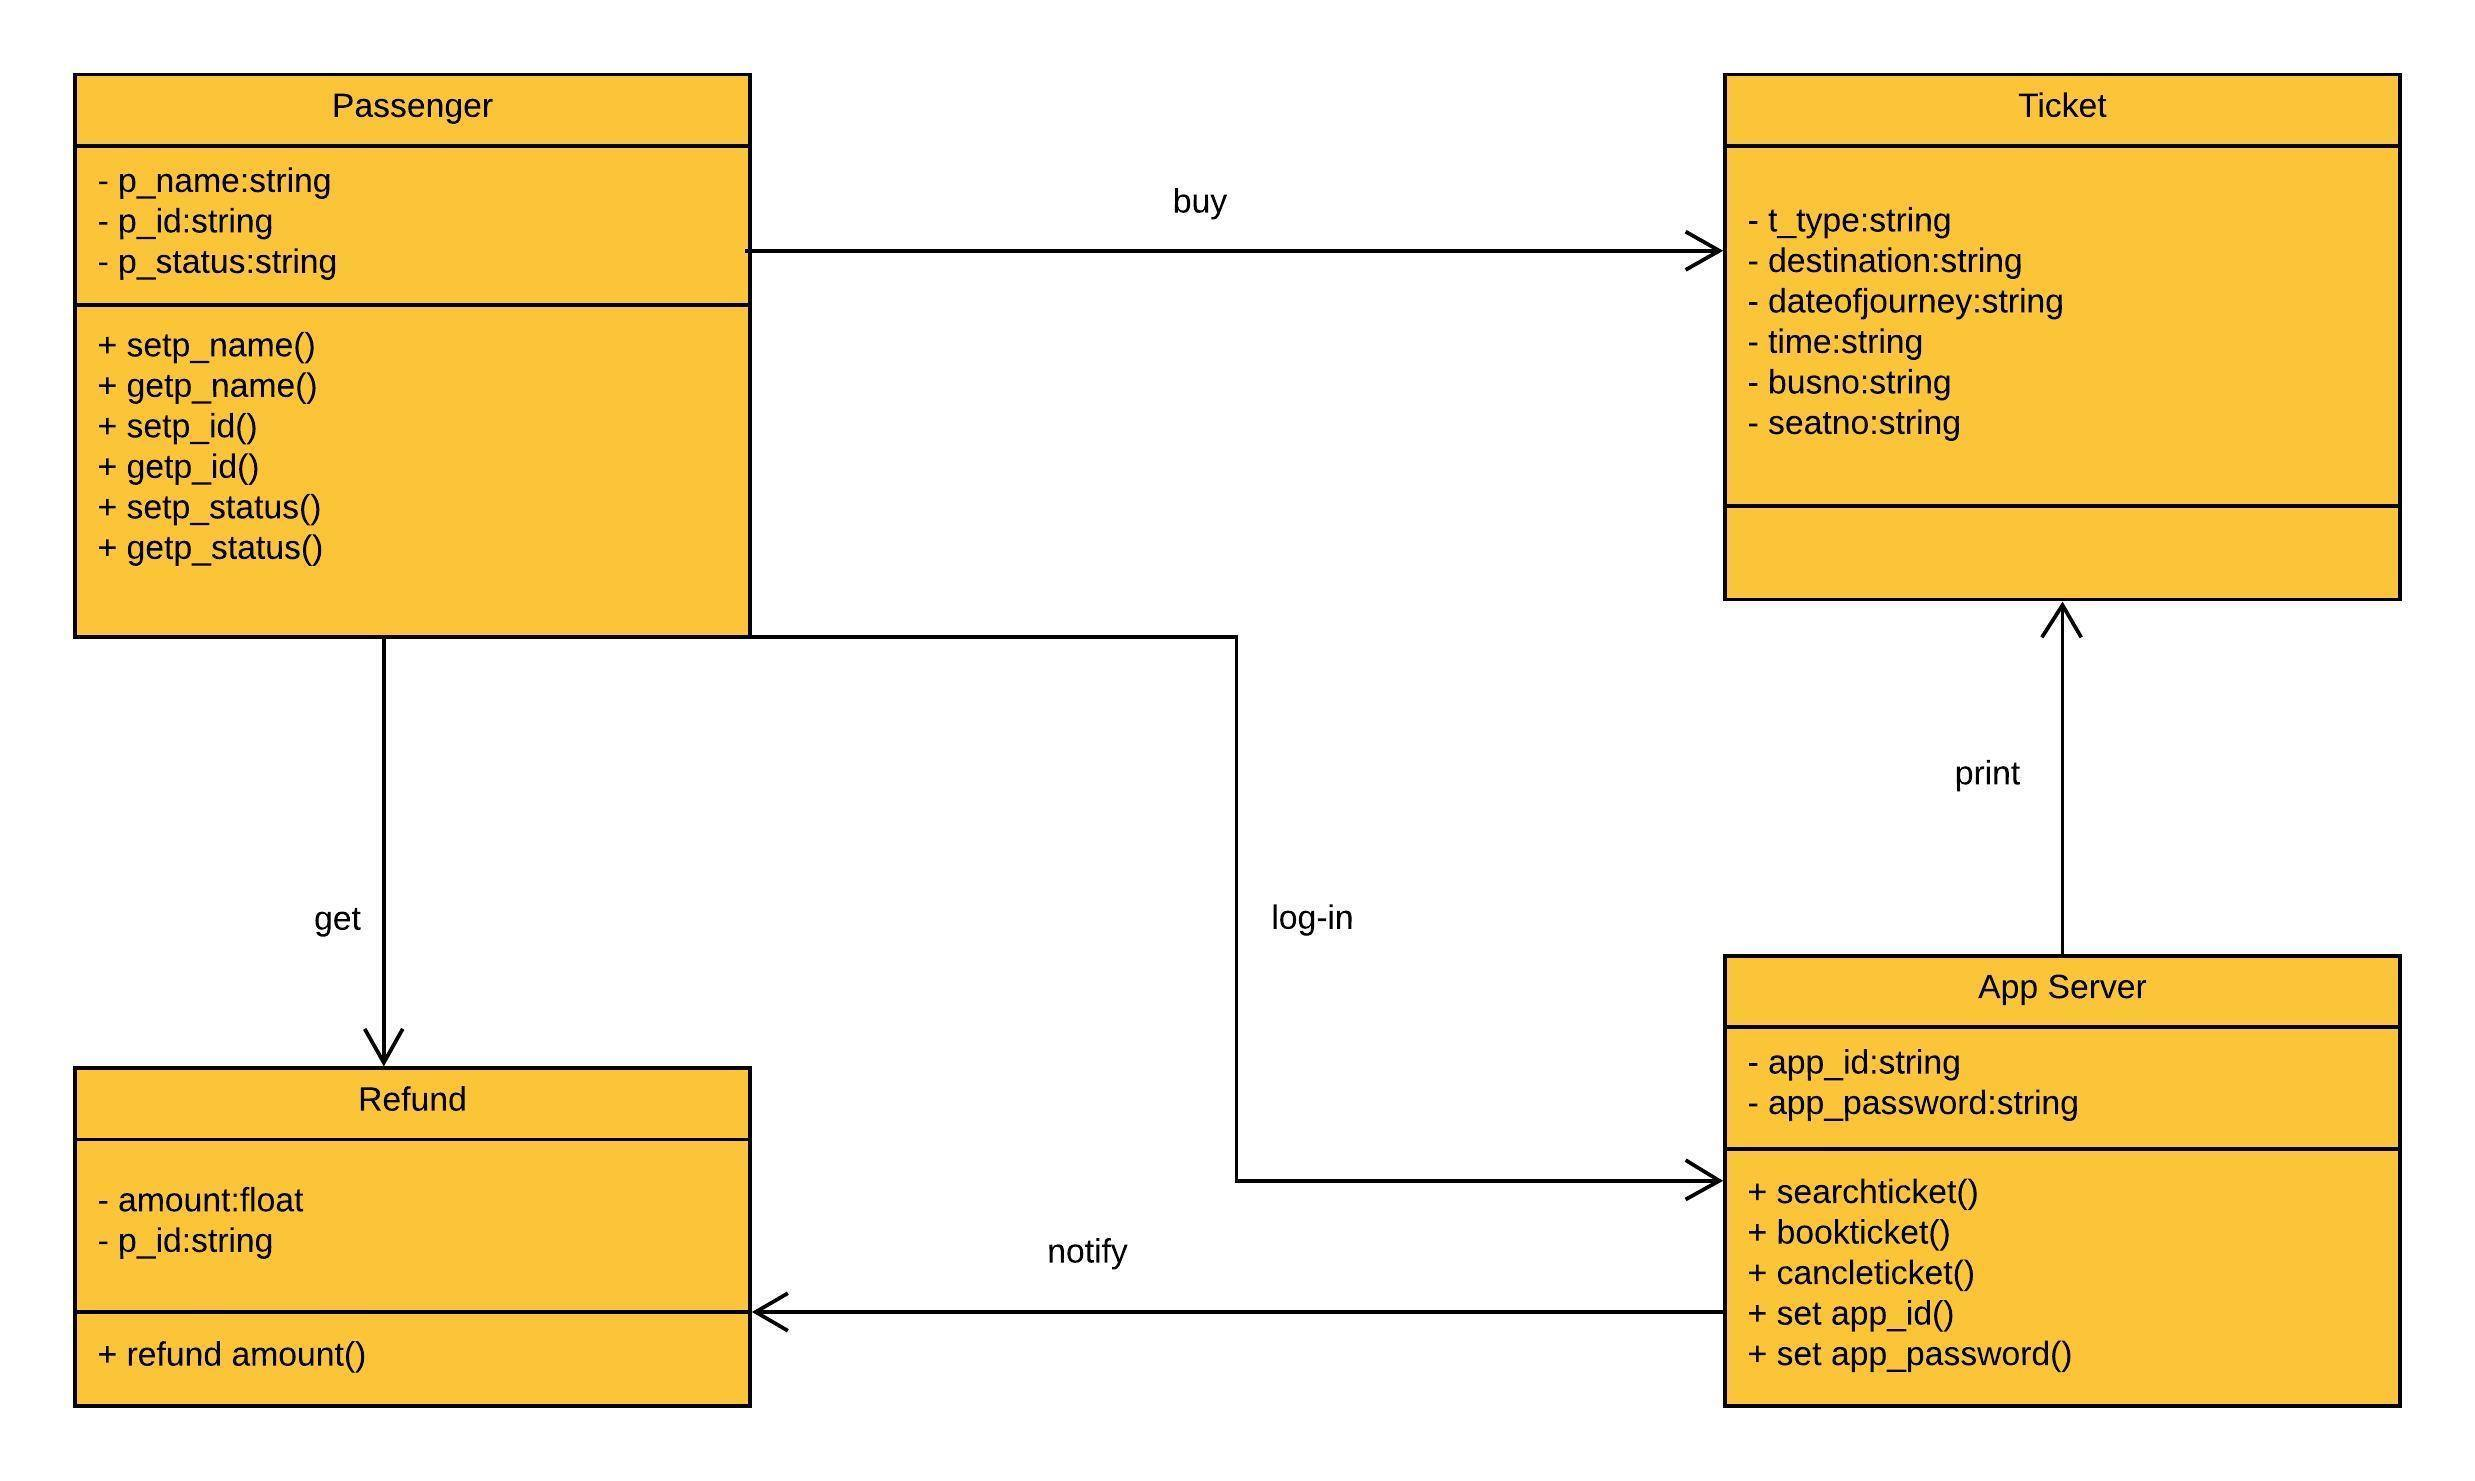 Passenger
- p_name:string
- p_id:string
- p_status:string
+ setp_name()
+ getp_name()
+ setp_id()
+ getp_id()
+ setp_status()
+ getp_status()
buy
Ticket
- t_type:string
- destination:string
- dateofjourney:string
- time:string
- busno:string
- seatno:string
get
log-in
print
Refund
- amount:float
- p_id:string
+ refund amount()
notify
App Server
- app_id:string
- app_password:string
+ searchticket()
+ bookticket()
+ cancleticket()
+ set app_id()
+ set app_password()